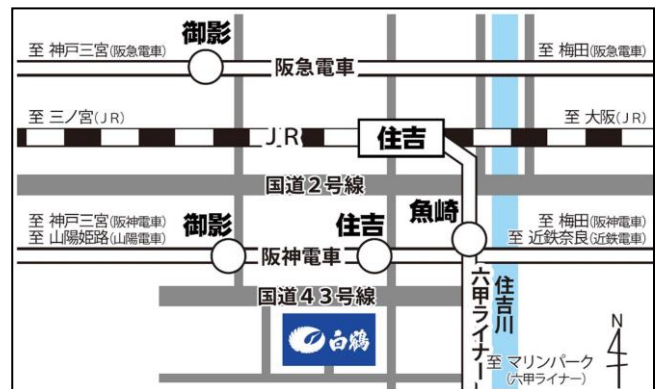 御影
至 神戸三宮(阪急電車)
阪急電車
至 梅田(阪急電車)
至 三ノ宮(JR)
JR
住吉
至 大阪(JR)
国道2号線
魚崎
至 神戸三宮(阪神電車)
至 山陽姫路(山陽電車)
御影
阪神電車
住吉
至 梅田(阪神電車)
至 近鉄奈良(近鉄電車)
国道43号線
六甲ライナー
住吉川
白鶴
N
至 マリンパーク
(六甲ライナー)